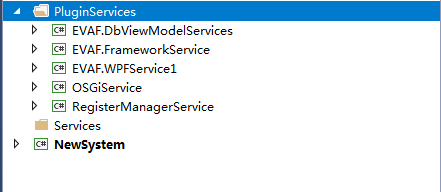 PluginServices
C# EVAF.DbViewModelServices
C# EVAF.FrameworkService
C# EVAF.WPFService1
C# OSGiService
C# RegisterManagerService
Services
C# NewSystem